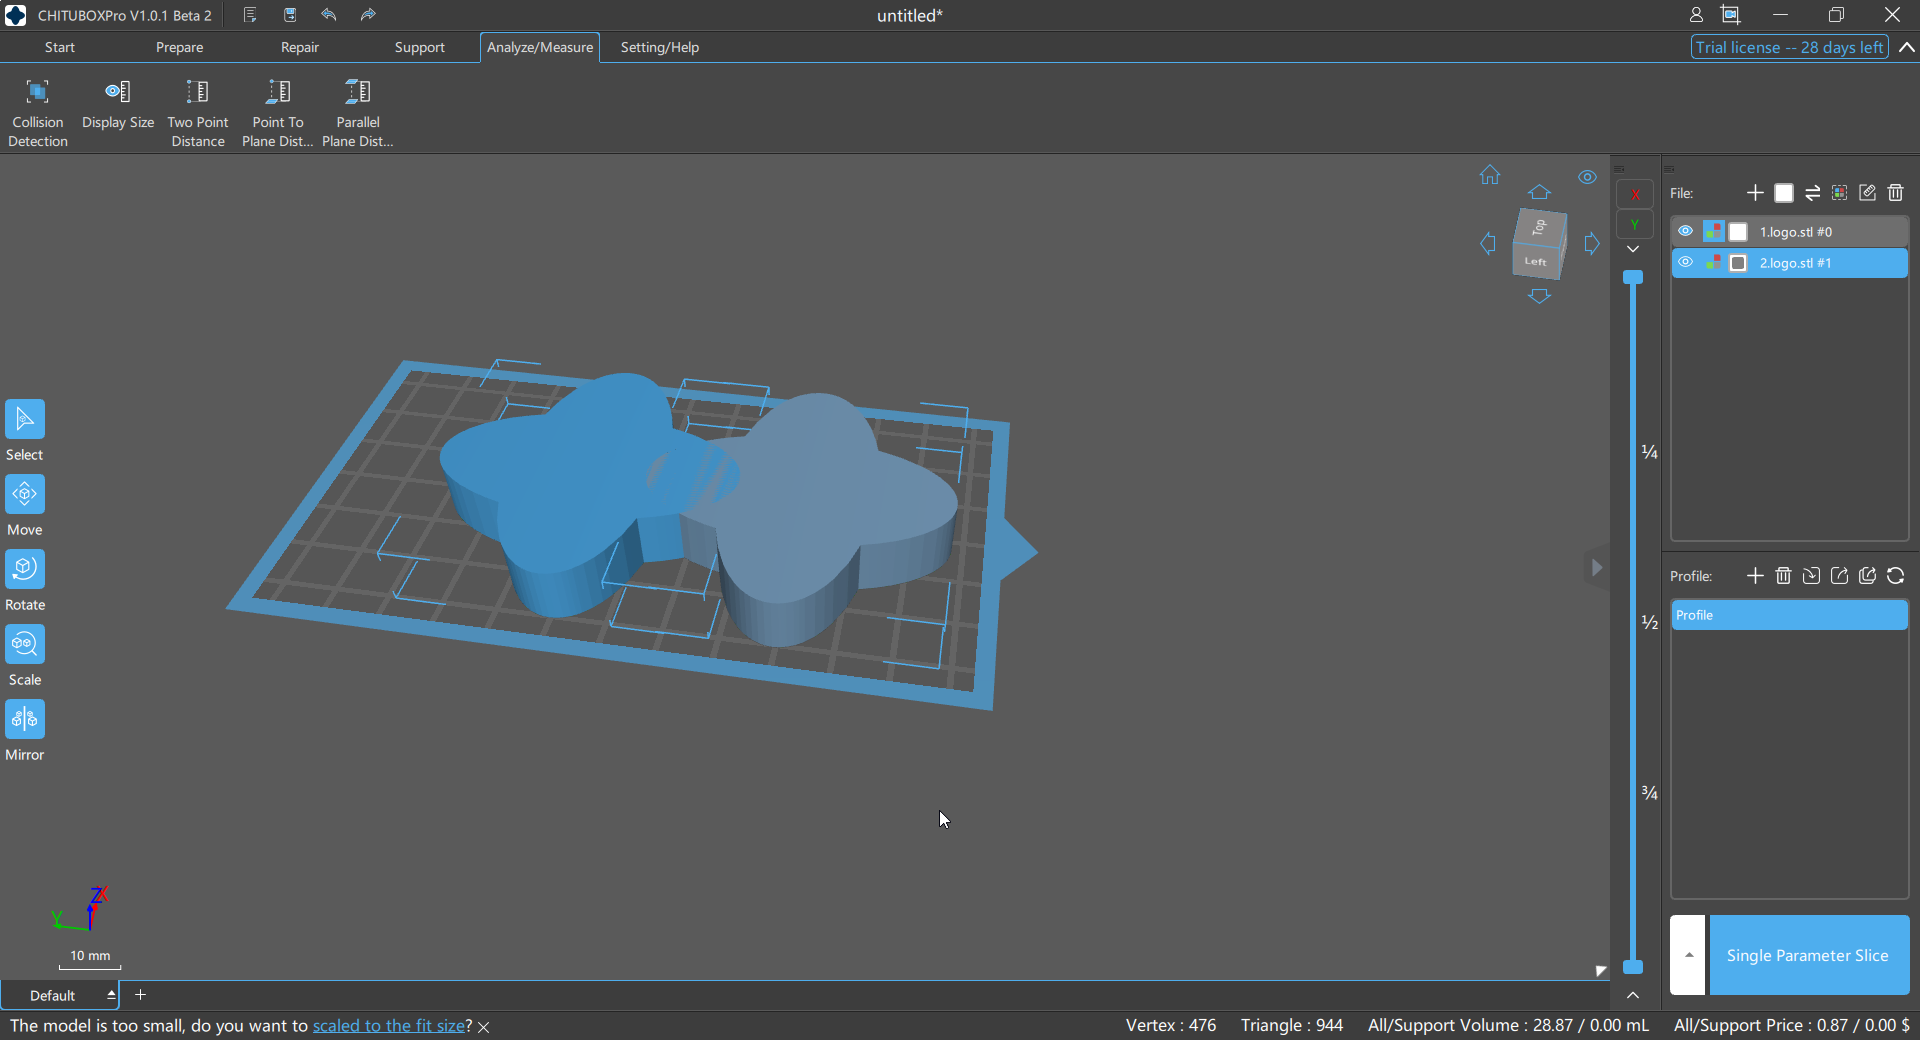 CHITUBOXPro V1.0.1 Beta 2
untitled*
Start
Prepare
Repair
Support
Analyze/Measure
Setting/Help
Trial license -- 28 days left
Collision
Detection
Display Size
Two Point
Distance
Point To
Plane Dist...
Parallel
Plane Dist...
Top
Left
X
Y
File:
1.logo.stl #0
2.logo.stl #1
Select
Move
Rotate
Scale
Mirror
¼
½
¾
Profile:
Profile
Z
X
Y
10 mm
Single Parameter Slice
Default
The model is too small, do you want to scaled to the fit size?
Vertex : 476
Triangle : 944
All/Support Volume : 28.87 / 0.00 mL
All/Support Price : 0.87 / 0.00 $